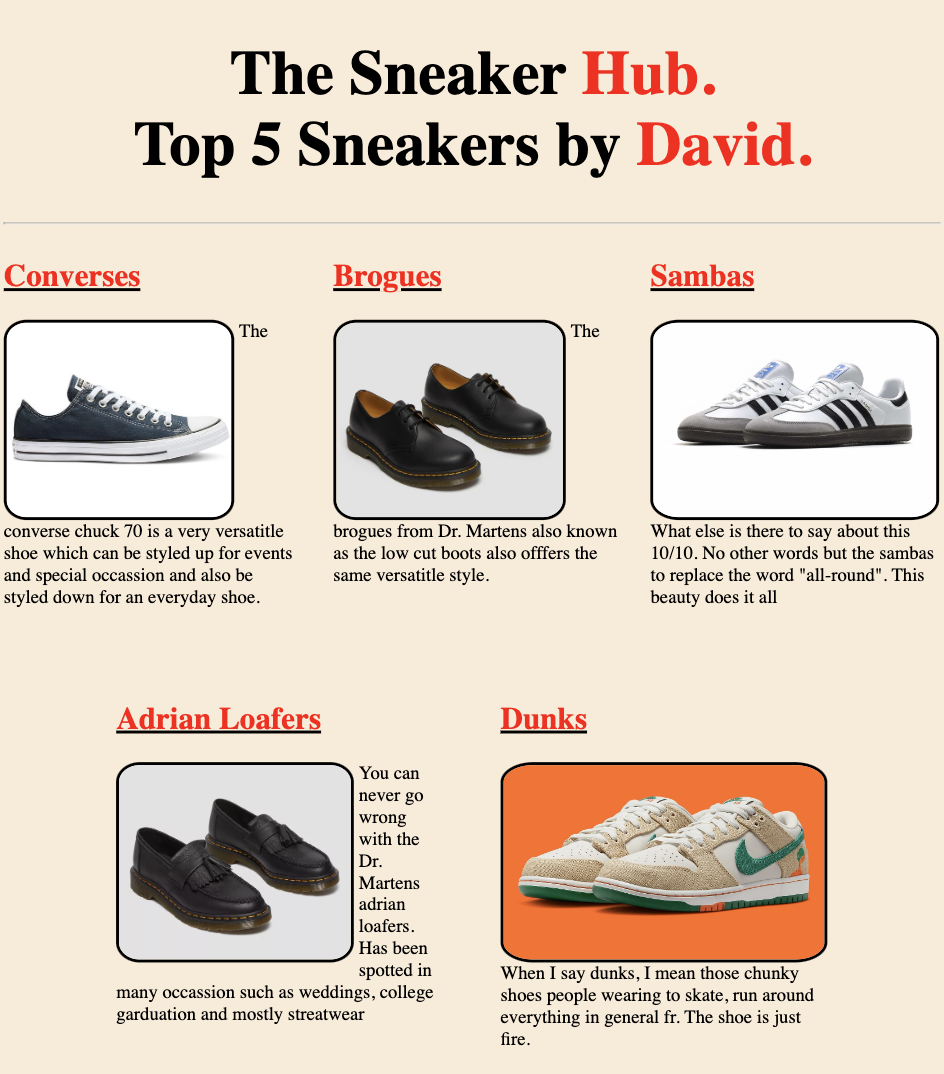 The Sneaker Hub.
Top 5 Sneakers by David.
Converses
The
converse chuck 70 is a very versatile
shoe which can be styled up for events
and special occassion and also be
styled down for an everyday shoe.
Brogues
The
brogues from Dr. Martens also known
as the low cut boots also offfers the
same versatitle style.
Sambas
What else is there to say about this
10/10. No other words but the sambas
to replace the word "all-round". This
beauty does it all
Adrian Loafers
You can
never go
wrong
with the
Dr.
Martens
adrian
loafers.
Has been
spotted in
many occassion such as weddings, college
garduation and mostly streatwear
Dunks
When I say dunks, I mean those chunky
shoes people wearing to skate, run around
everything in general fr. The shoe is just
fire.